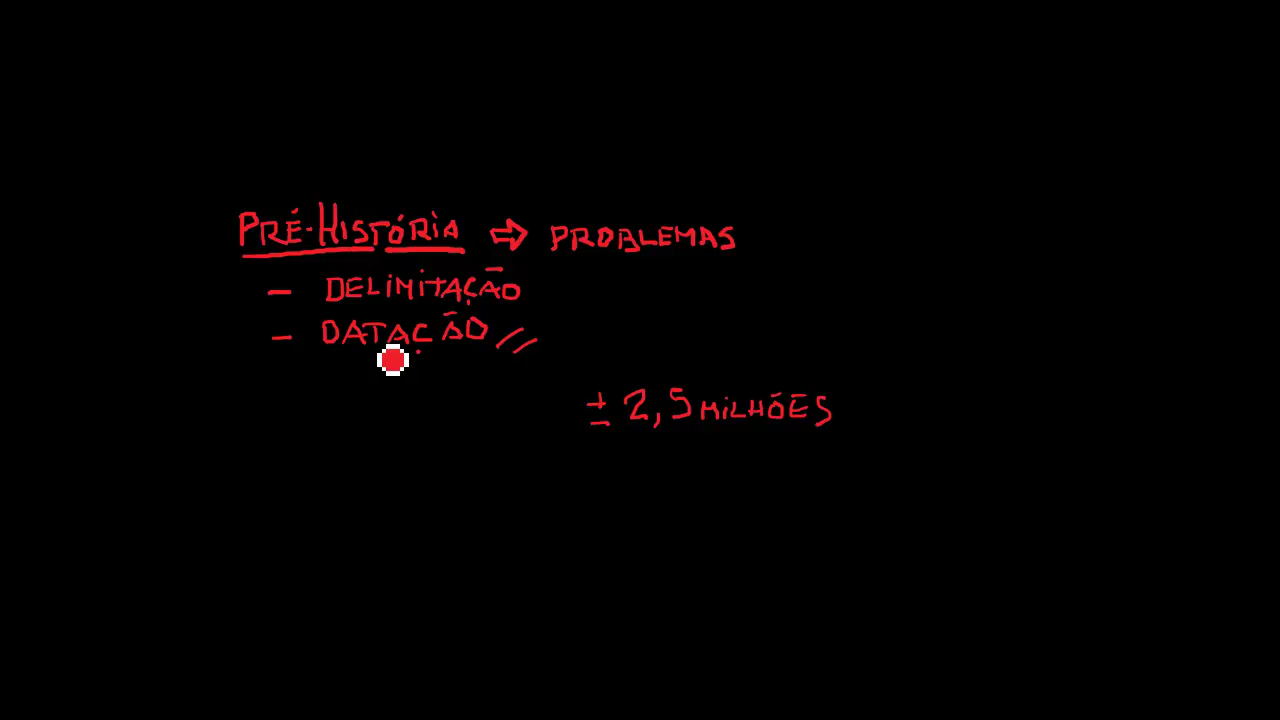 PRÉ-HISTÓRIA ⇨ PROBLEMAS
- DELIMITAÇÃO
- DATAÇÃO //
± 2,5 MILHÕES